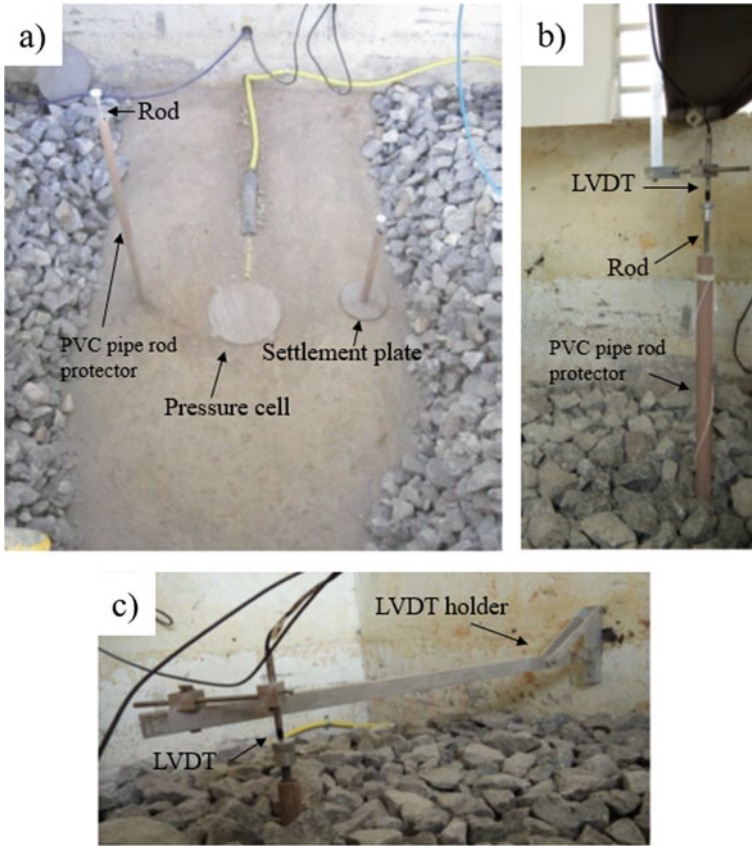 a)
Rod
PVC pipe rod
protector
Settlement plate
Pressure cell
b)
LVDT
Rod
PVC pipe rod
protector
c)
LVDT holder
LVDT